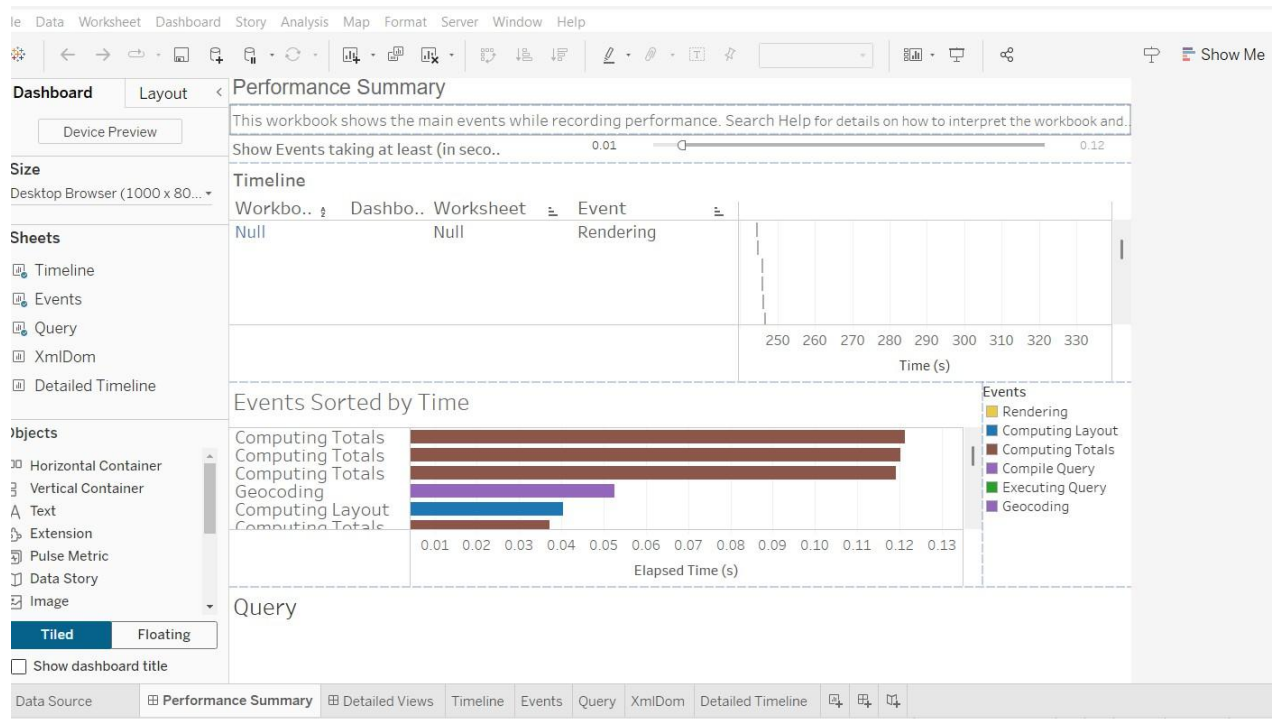 le Data Worksheet Dashboard Story Analysis Map Format Server Window Help
Show Me
Dashboard Layout
Device Preview
Size
Desktop Browser (1000 x 80...
Sheets
Timeline
Events
Query
XmlDom
Detailed Timeline
Objects
Horizontal Container
Vertical Container
Text
Extension
Pulse Metric
Data Story
Image
Tiled Floating
Show dashboard title
Performance Summary
This workbook shows the main events while recording performance. Search Help for details on how to interpret the workbook and..
Show Events taking at least (in seco.. 0.01 0.12
Timeline
Workbo.. Dashbo.. Worksheet Event
Null Null Rendering
250 260 270 280 290 300 310 320 330
Time (s)
Events Sorted by Time
Computing Totals
Computing Totals
Computing Totals
Geocoding
Computing Layout
Computing Totals
0.01 0.02 0.03 0.04 0.05 0.06 0.07 0.08 0.09 0.10 0.11 0.12 0.13
Elapsed Time (s)
Events
Rendering
Computing Layout
Computing Totals
Compile Query
Executing Query
Geocoding
Query
Data Source Performance Summary Detailed Views Timeline Events Query XmlDom Detailed Timeline